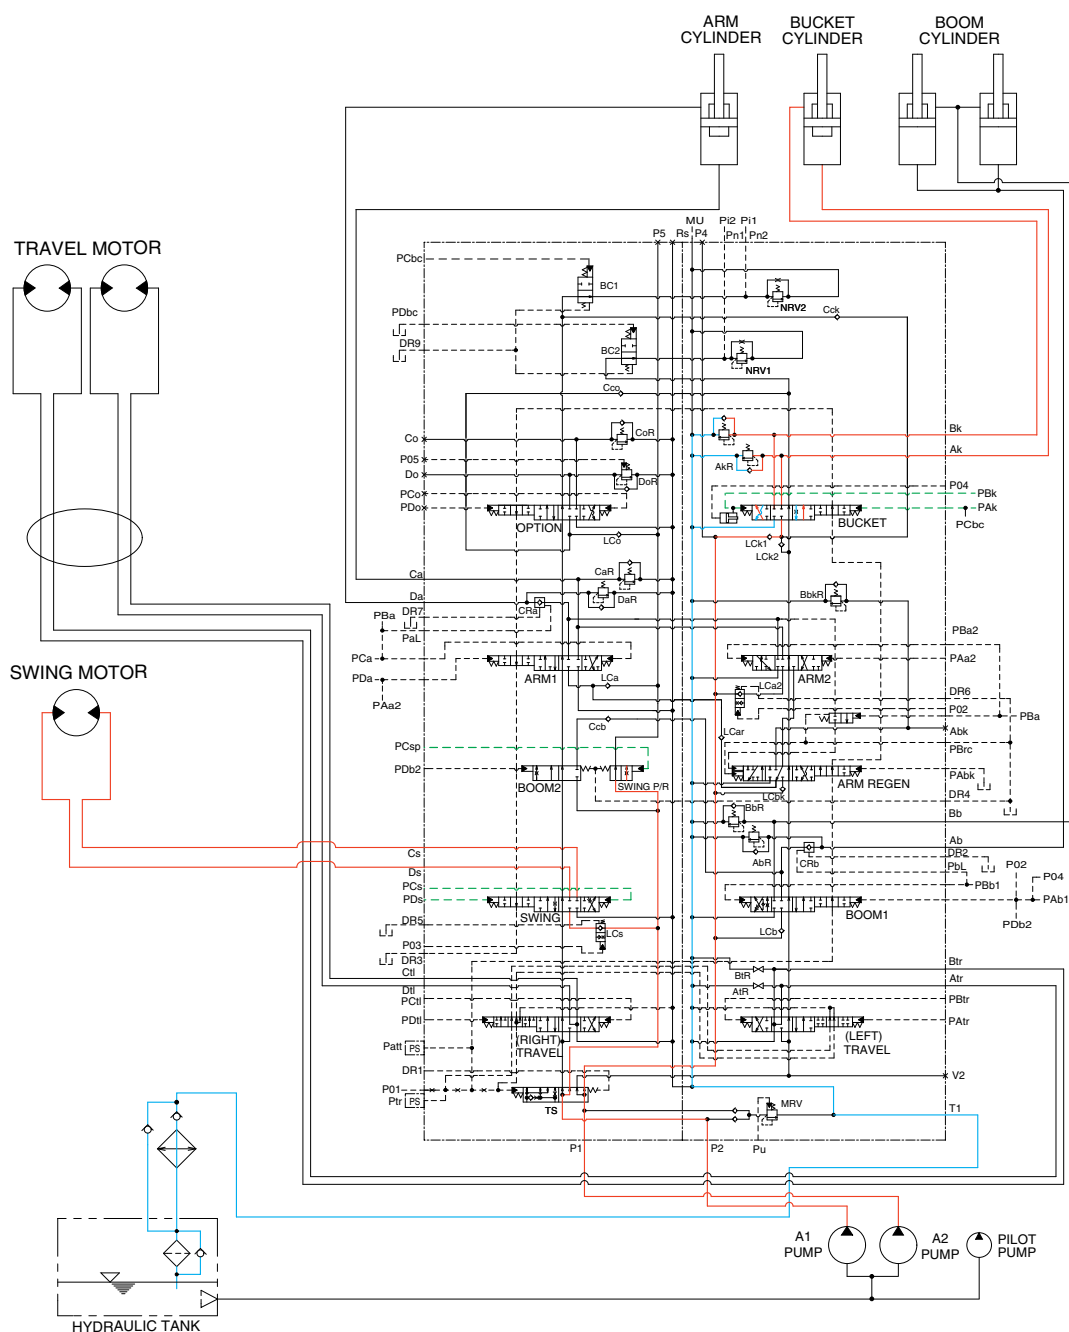 ARM
CYLINDER
BUCKET
CYLINDER
BOOM
CYLINDER
TRAVEL MOTOR
SWING MOTOR
MU
Pi2 Pi1
P5 Rs P4 Pn1 Pn2
PCbc
BC1
NRV2
Cck
PDbc
DR9
BC2
NRV1
Cco
Co
CoR
Bk
P05
Ak
Do
DoR
AkR
PCo
P04
PBk
PDo
PAk
OPTION
BUCKET
PCbc
LCo
LCk1
LCk2
Ca
CaR
Da
DaR
BbkR
CRa
PBa
DR7
PaL
PBa2
PCa
PAa2
ARM1
ARM2
PDa
LCa
LCa2
DR6
PAa2
P02
PBa
Ccb
LCar
Abk
PCsp
PBrc
PDb2
PAbk
BOOM2
SWING P/R
ARM REGEN
LCbk
DR4
BbR
Bb
Ab
Cs
AbR
CRb
DR2
Ds
PbL
P02
PCs
PBb1
P04
PDs
PAb1
SWING
BOOM1
PDb2
DR5
LCs
LCb
P03
DR3
Btr
Ctl
BtR
Atr
Dtl
AtR
PCtl
PBtr
PDtl
PAtr
(RIGHT)
TRAVEL
(LEFT)
TRAVEL
Patt
PS
DR1
V2
P01
Ptr
PS
TS
MRV
T1
P1
P2
Pu
A1
PUMP
A2
PUMP
PILOT
PUMP
HYDRAULIC TANK